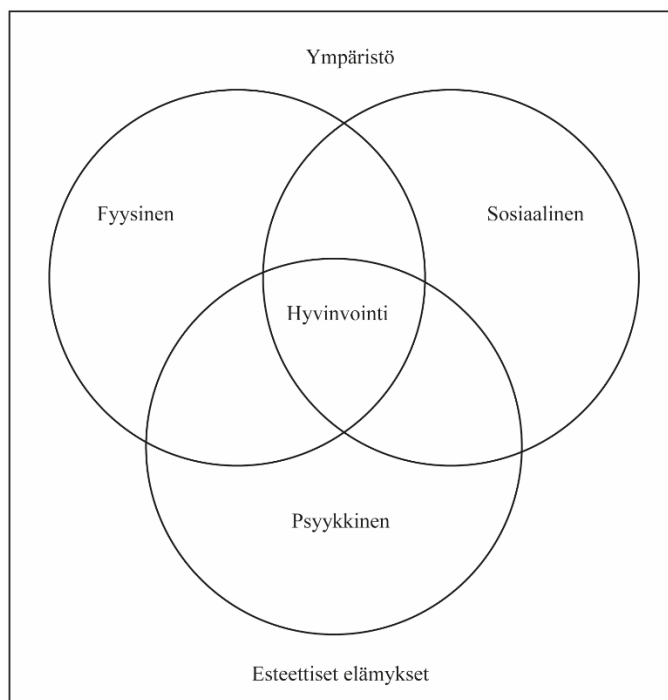 Ympäristö
Fyysinen
Sosiaalinen
Hyvinvointi
Psyykkinen
Esteettiset elämykset